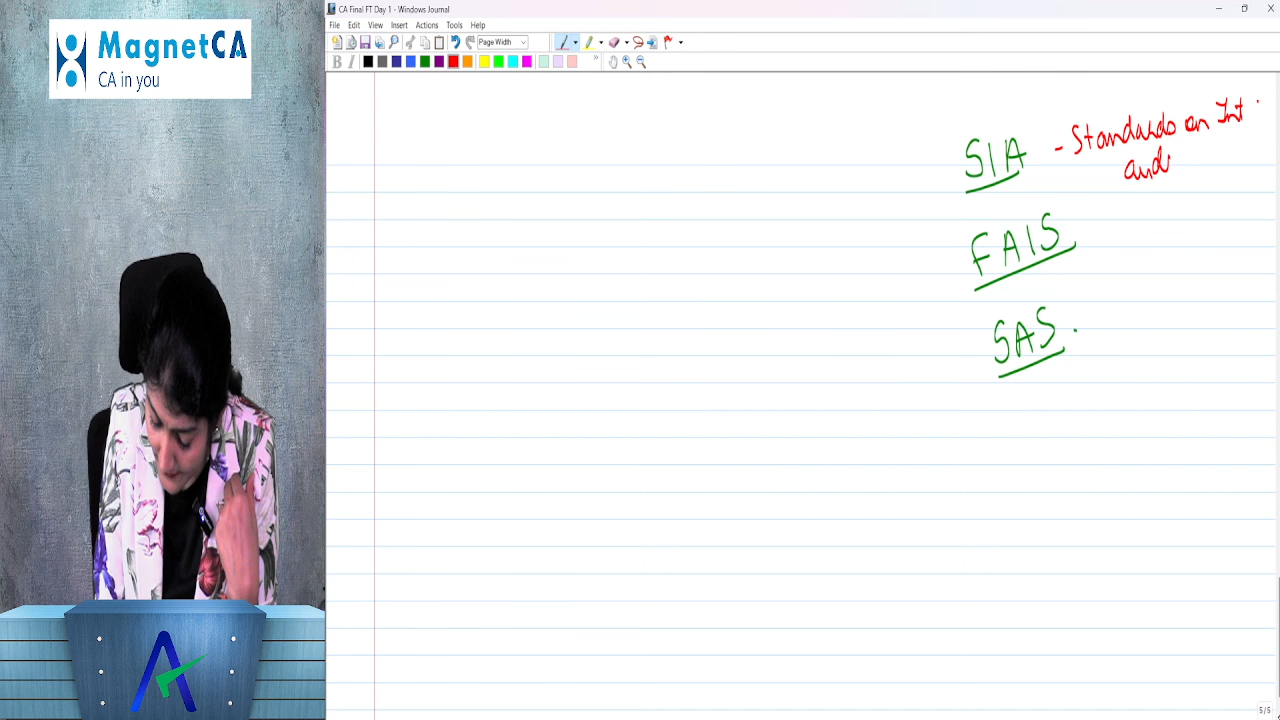 CA Final FT Day 1 - Windows Journal
File Edit View Insert Actions Tools Help
Page Width
B I
MagnetCA
CA in you
SIA - Standards on Int
aud
FAIS
SAS.
5/5